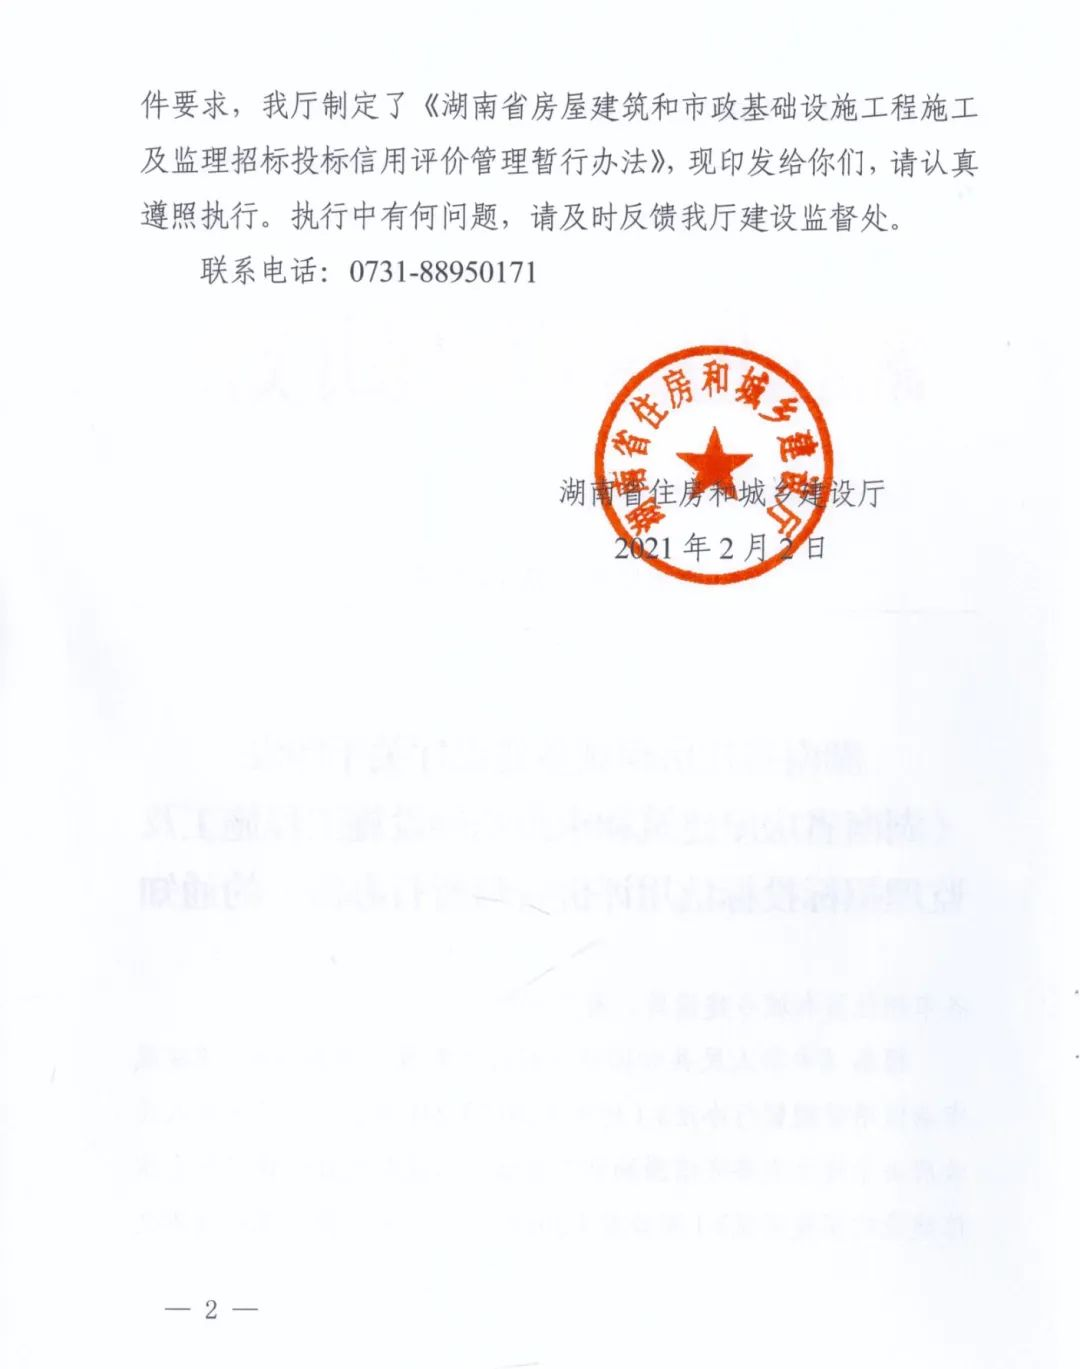 件要求，我厅制定了《湖南省房屋建筑和市政基础设施工程施工
及监理招标投标信用评价管理暂行办法》，现印发给你们，请认真
遵照执行。执行中有何问题，请及时反馈我厅建设监督处。
联系电话：0731-88950171
湖南省住房和城乡建设厅
湖南省住房和城乡建设厅
2021年2月2日
— 2 —